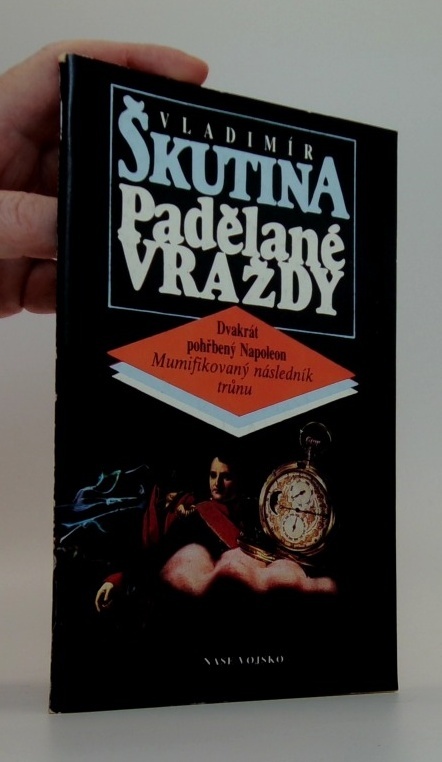 VLADIMÍR
ŠKUTINA
Padělané
VRAŽDY
Dvakrát
pohřbený Napoleon
Mumifikovaný následník
trůnu
NAŠE VOJSKO